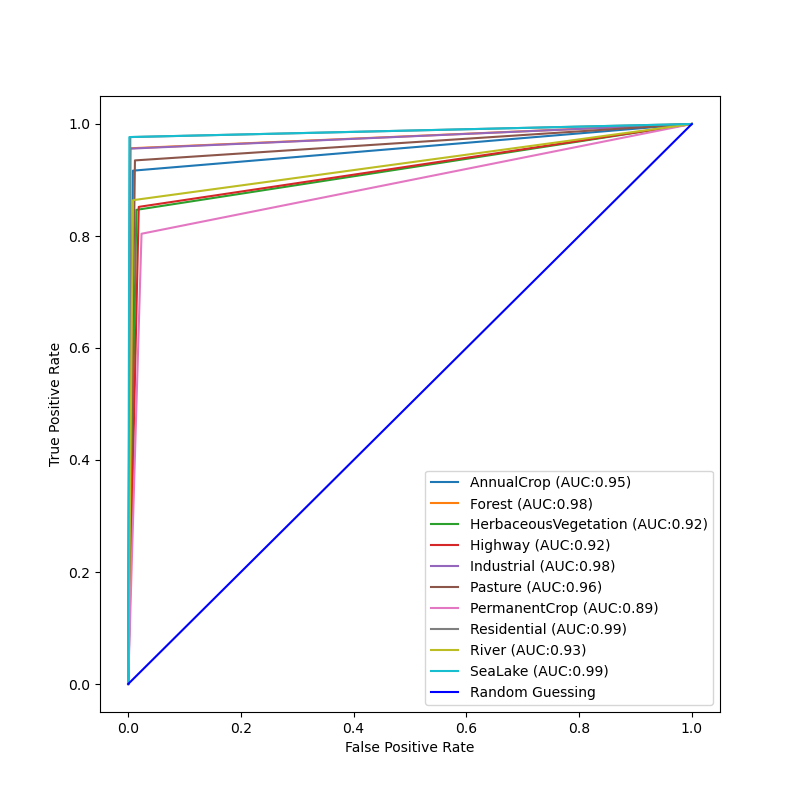 1.0
0.8
0.6
0.4
0.2
0.0
True Positive Rate
AnnualCrop (AUC:0.95)
Forest (AUC:0.98)
HerbaceousVegetation (AUC:0.92)
Highway (AUC:0.92)
Industrial (AUC:0.98)
Pasture (AUC:0.96)
PermanentCrop (AUC:0.89)
Residential (AUC:0.99)
River (AUC:0.93)
SeaLake (AUC:0.99)
Random Guessing
0.0 0.2 0.4 0.6 0.8 1.0
False Positive Rate